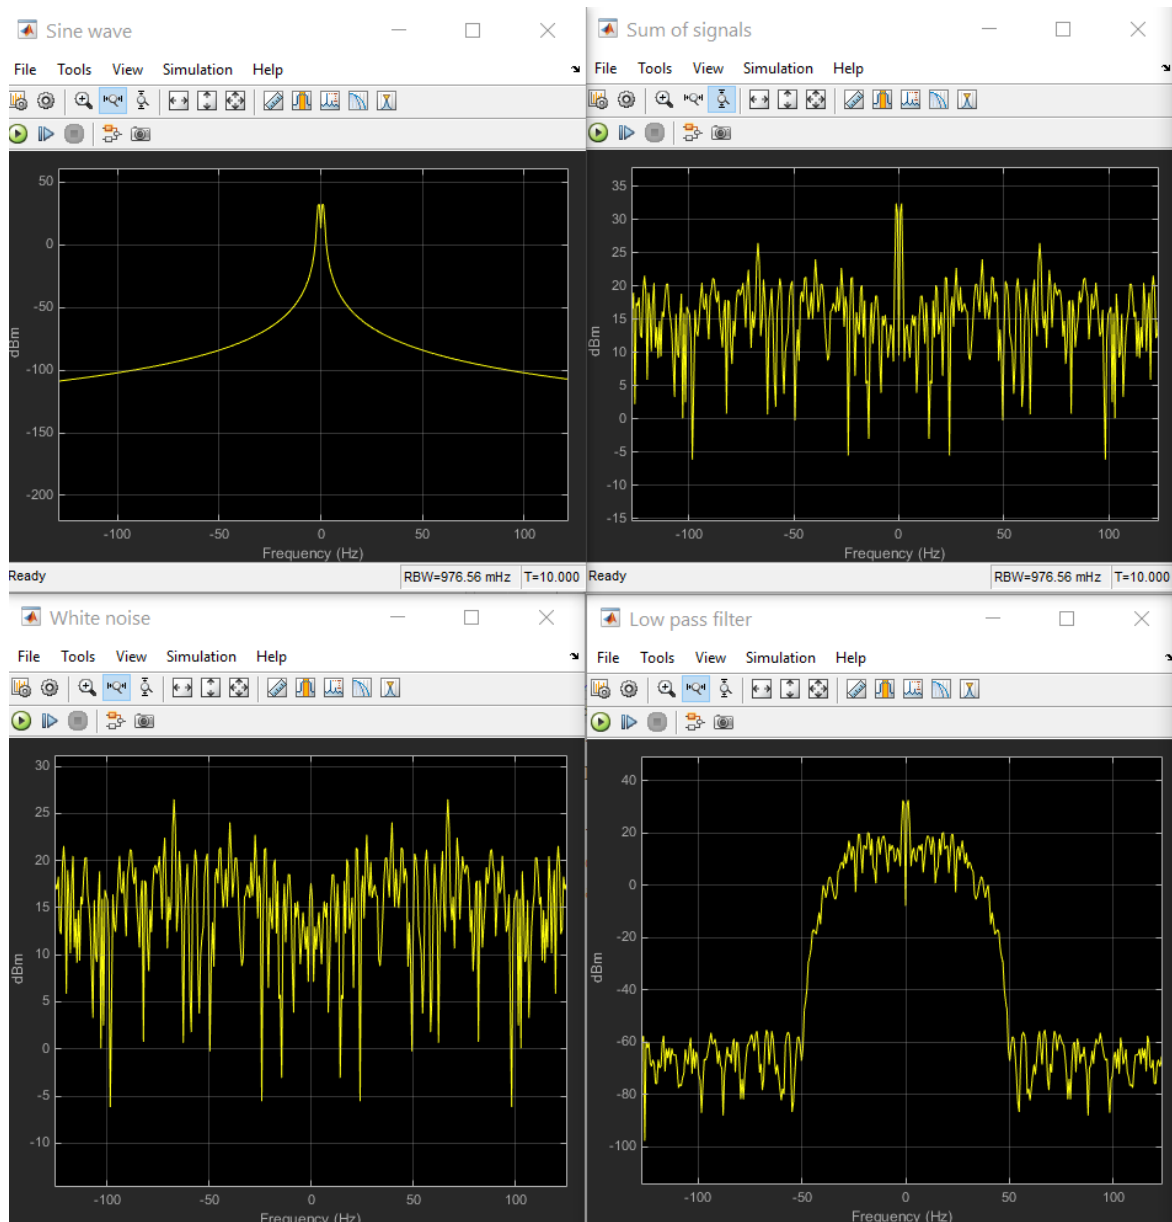 Sine wave
File Tools View Simulation Help
50
0
-50
-100
-150
-200
dBm
-100 -50 0 50 100
Frequency (Hz)
Ready RBW=976.56 mHz T=10.000
Sum of signals
File Tools View Simulation Help
35
30
25
20
15
10
5
0
-5
-10
-15
dBm
-100 -50 0 50 100
Frequency (Hz)
Ready RBW=976.56 mHz T=10.000
White noise
File Tools View Simulation Help
30
25
20
15
10
5
0
-5
-10
dBm
-100 -50 0 50 100
Frequency (Hz)
Low pass filter
File Tools View Simulation Help
40
20
0
-20
-40
-60
-80
-100
dBm
-100 -50 0 50 100
Frequency (Hz)